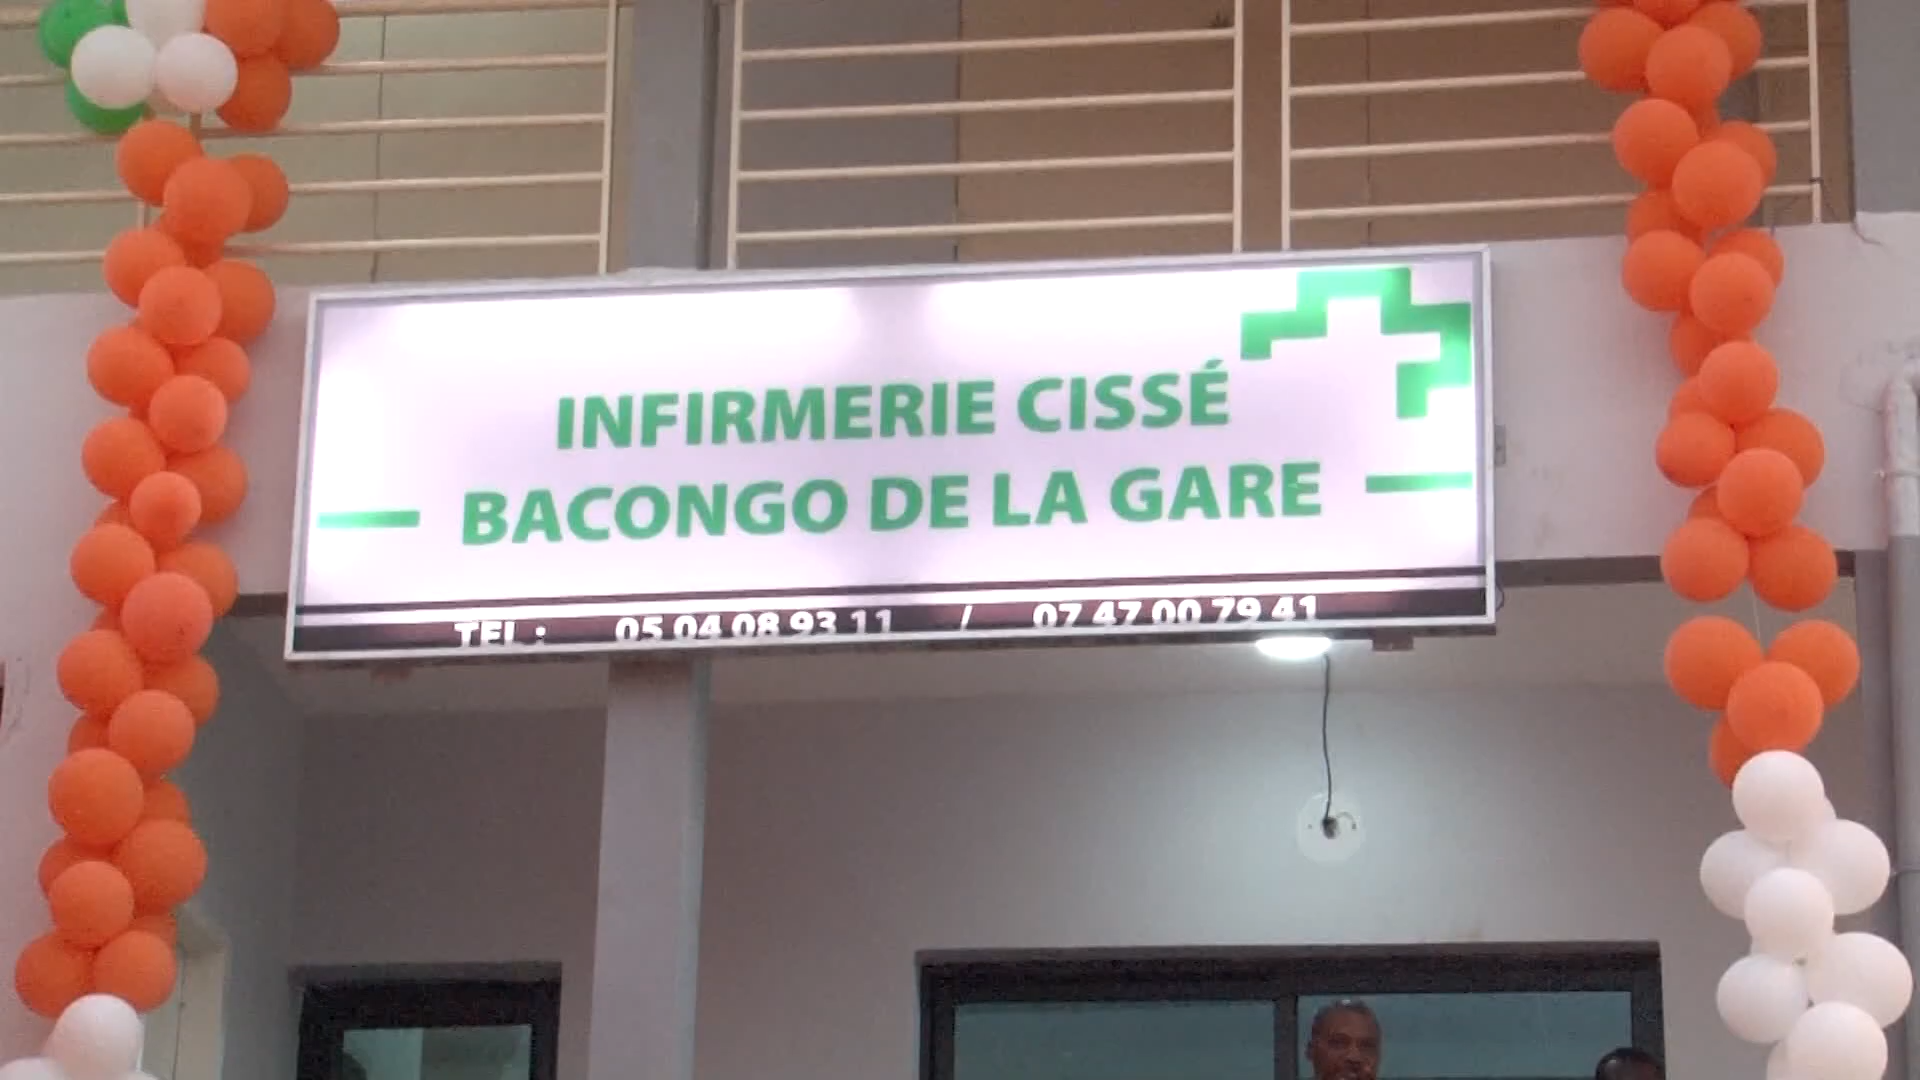 INFIRMERIE CISSÉ
BACONGO DE LA GARE
TEL : 05 04 08 93 11 / 07 47 00 79 41